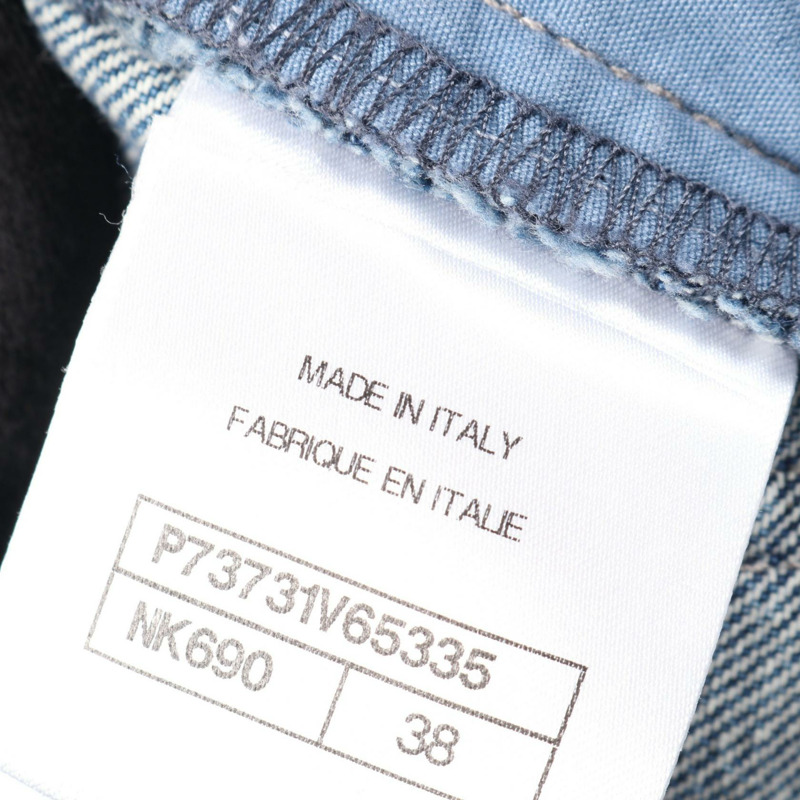 MADE IN ITALY
FABRIQUE EN ITALIE
P73731V65335
NK690
38